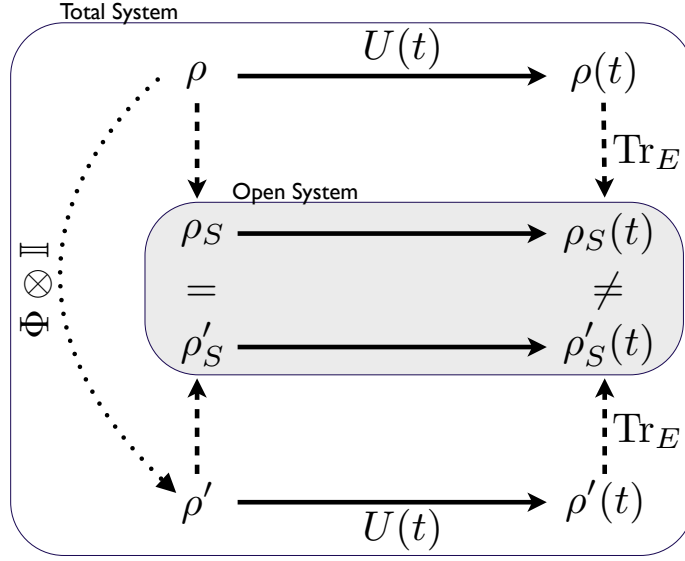 Total System
U(t)
ρ ρ(t)
Tr_E
Open System
ρ_S ρ_S(t)
Φ ⊗ 𝕀
= ≠
ρ'_S ρ'_S(t)
Tr_E
ρ' ρ'(t)
U(t)